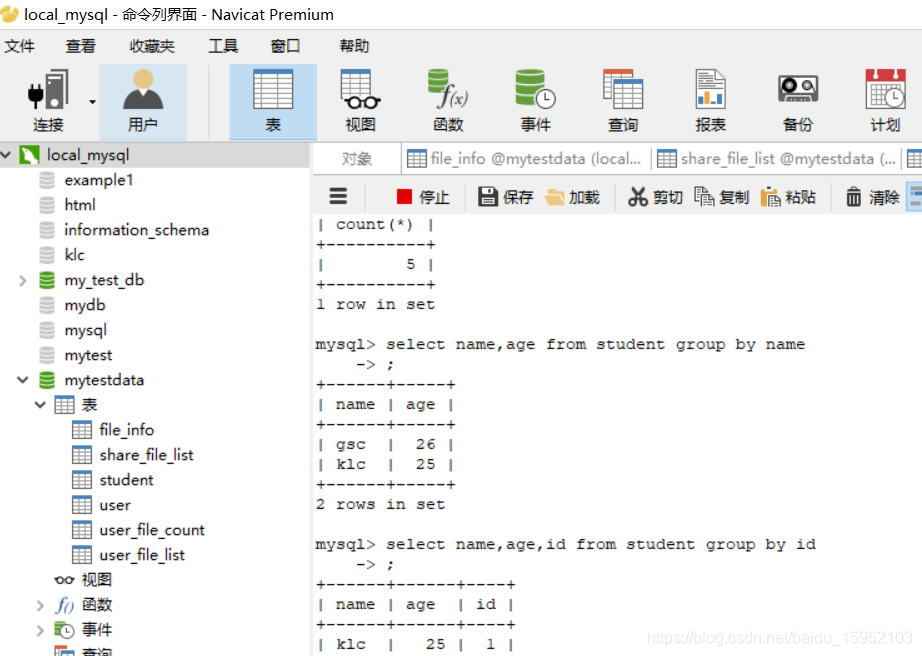 local_mysql - 命令列界面 - Navicat Premium
文件 查看 收藏夹 工具 窗口 帮助
连接 用户 表 视图 函数 事件 查询 报表 备份 计划
f(x)
local_mysql
example1
html
information_schema
klc
my_test_db
mydb
mysql
mytest
mytestdata
表
file_info
share_file_list
student
user
user_file_count
user_file_list
视图
f() 函数
事件
查询
对象 file_info @mytestdata (local... share_file_list @mytestdata (...
停止 保存 加载 剪切 复制 粘贴 清除
| count(*) |
+----------+
|        5 |
+----------+
1 row in set
mysql> select name,age from student group by name
    -> ;
+------+-----+
| name | age |
+------+-----+
| gsc  |  26 |
| klc  |  25 |
+------+-----+
2 rows in set
mysql> select name,age,id from student group by id
    -> ;
+------+------+----+
| name | age  | id |
+------+------+----+
| klc  |   25 |  1 |
https://blog.csdn.net/baidu_15952103